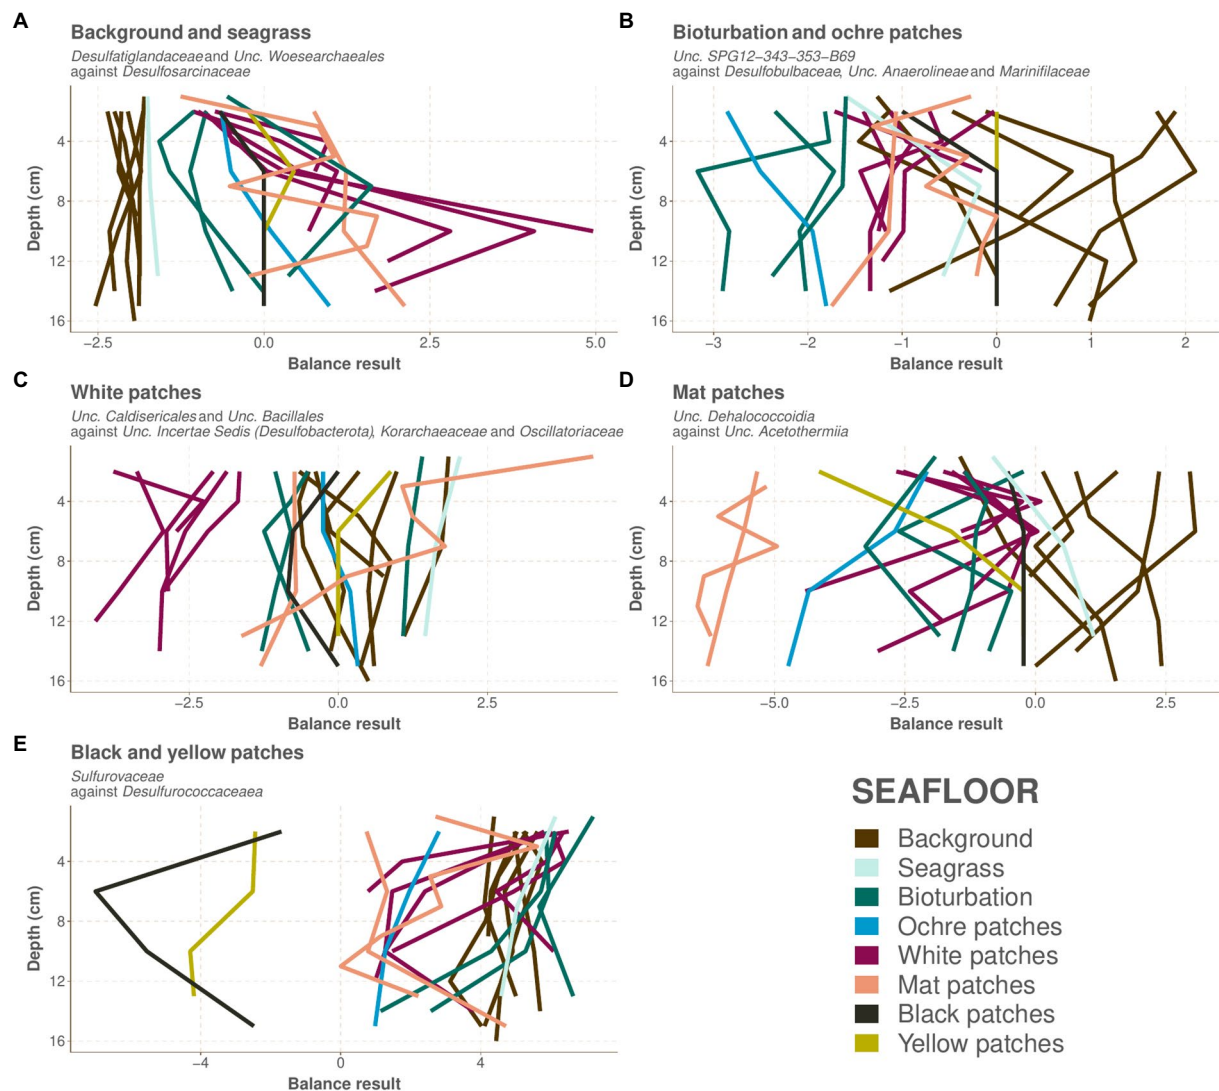 A
Background and seagrass
Desulfatiglandaceae and Unc. Woesearchaeales
against Desulfosarcinaceae
Depth (cm)
4
8
12
16
−2.5
0.0
2.5
5.0
Balance result
B
Bioturbation and ochre patches
Unc. SPG12−343−353−B69
against Desulfobulbaceae, Unc. Anaerolineae and Marinifilaceae
Depth (cm)
4
8
12
16
−3
−2
−1
0
1
2
Balance result
C
White patches
Unc. Caldisericales and Unc. Bacillales
against Unc. Incertae Sedis (Desulfobacterota), Korarchaeaceae and Oscillatoriaceae
Depth (cm)
4
8
12
16
−2.5
0.0
2.5
Balance result
D
Mat patches
Unc. Dehalococcoidia
against Unc. Acetothermiia
Depth (cm)
4
8
12
16
−5.0
−2.5
0.0
2.5
Balance result
E
Black and yellow patches
Sulfurovaceae
against Desulfurococcaceaea
Depth (cm)
4
8
12
16
−4
0
4
Balance result
SEAFLOOR
Background
Seagrass
Bioturbation
Ochre patches
White patches
Mat patches
Black patches
Yellow patches